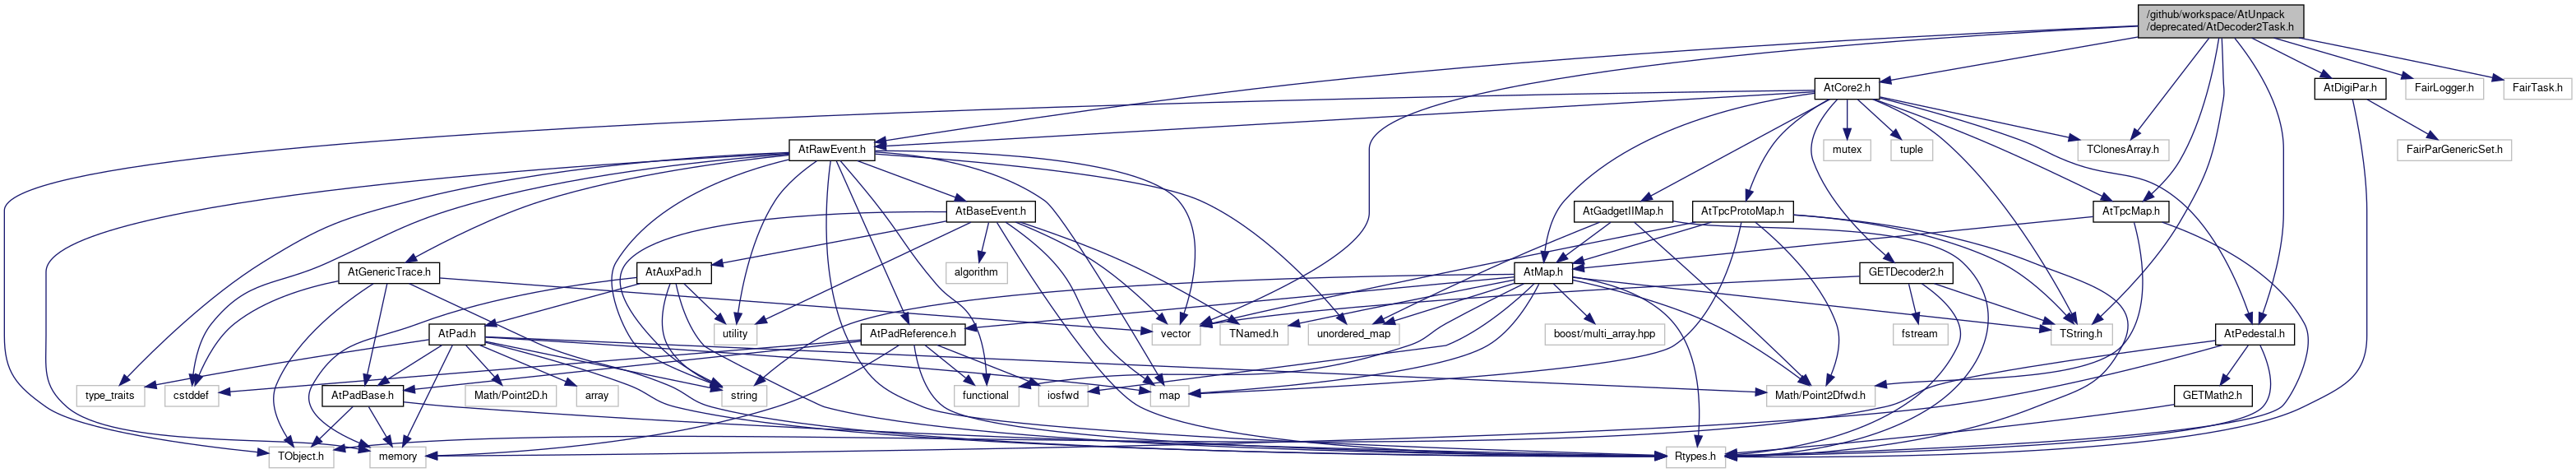 /github/workspace/AtUnpack
/deprecated/AtDecoder2Task.h
AtCore2.h
AtDigiPar.h
FairLogger.h
FairTask.h
AtRawEvent.h
mutex
tuple
TClonesArray.h
FairParGenericSet.h
AtBaseEvent.h
AtGadgetIIMap.h
AtTpcProtoMap.h
AtTpcMap.h
AtGenericTrace.h
AtAuxPad.h
algorithm
AtMap.h
GETDecoder2.h
AtPad.h
utility
AtPadReference.h
vector
TNamed.h
unordered_map
boost/multi_array.hpp
fstream
TString.h
AtPedestal.h
type_traits
cstddef
AtPadBase.h
Math/Point2D.h
array
string
functional
iosfwd
map
Math/Point2Dfwd.h
GETMath2.h
TObject.h
memory
Rtypes.h